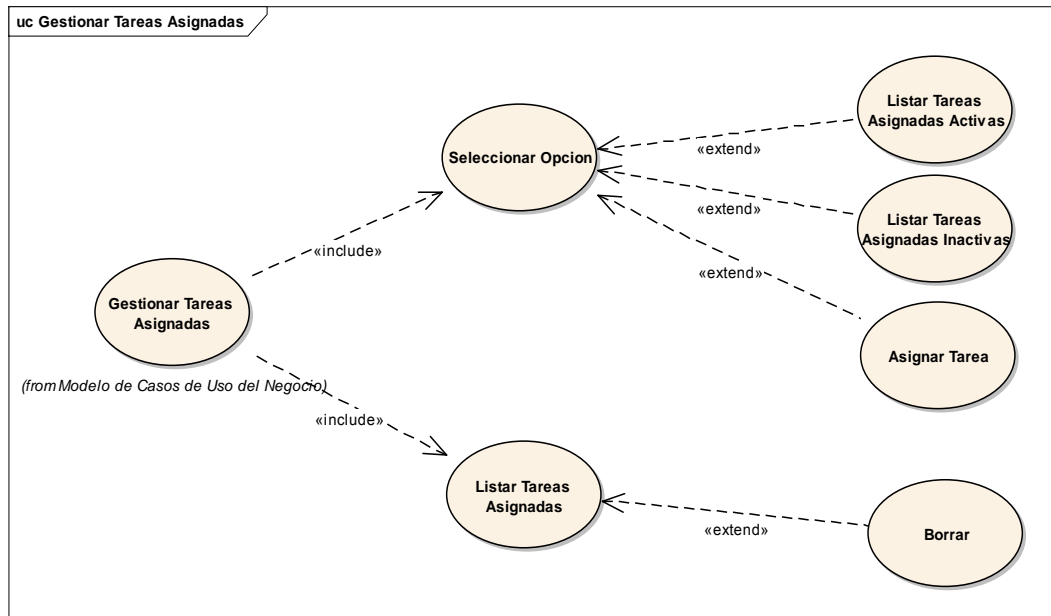 uc Gestionar Tareas Asignadas
Listar Tareas
Asignadas Activas
Seleccionar Opcion
«extend»
«extend»
Listar Tareas
Asignadas Inactivas
«include»
«extend»
Gestionar Tareas
Asignadas
Asignar Tarea
(from Modelo de Casos de Uso del Negocio)
«include»
Listar Tareas
Asignadas
«extend»
Borrar